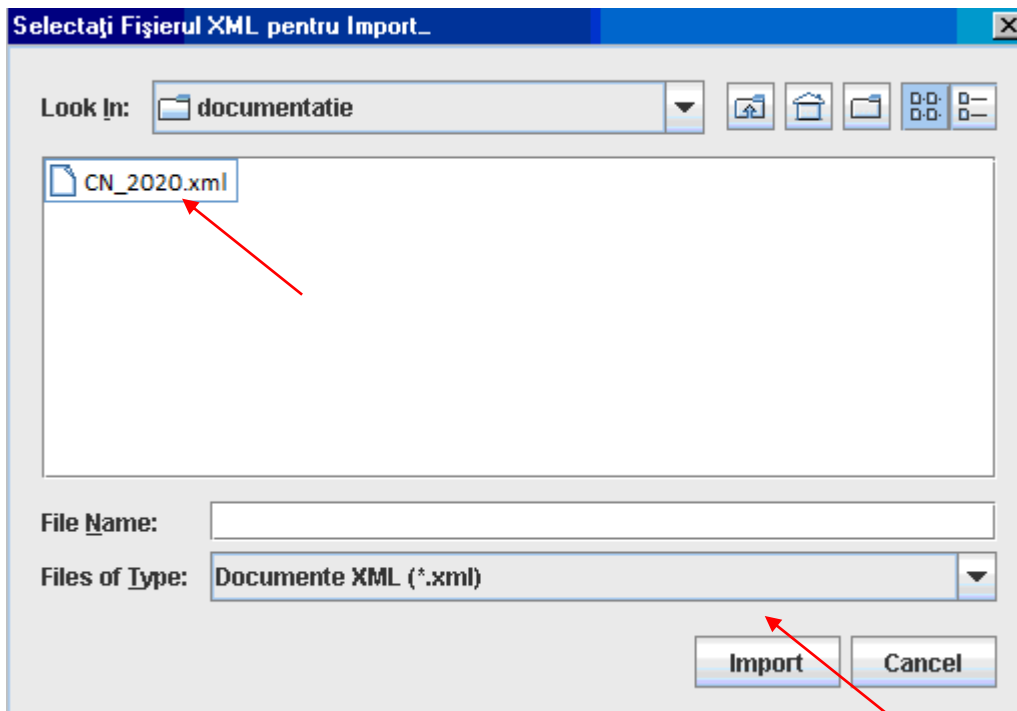 Selectaţi Fişierul XML pentru Import...
Look In: documentatie
CN_2020.xml
File Name:
Files of Type: Documente XML (*.xml)
Import Cancel